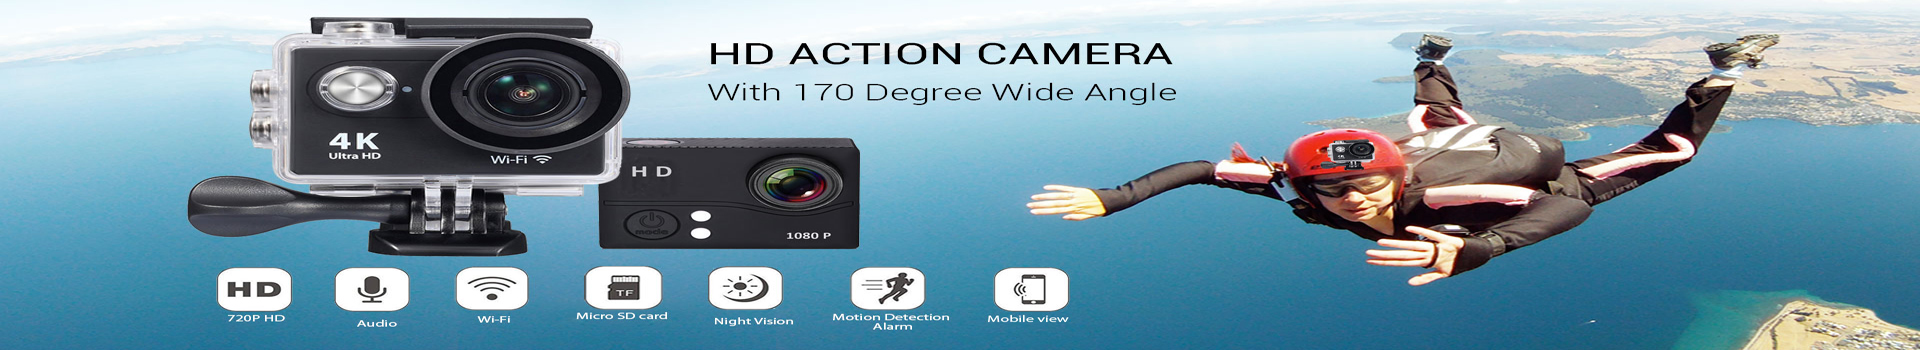 HD ACTION CAMERA
With 170 Degree Wide Angle
4K
Ultra HD
Wi-Fi
HD
mode
1080 P
HD
720P HD
Audio
Wi-Fi
TF
Micro SD card
Night Vision
Motion Detection
Alarm
Mobile view